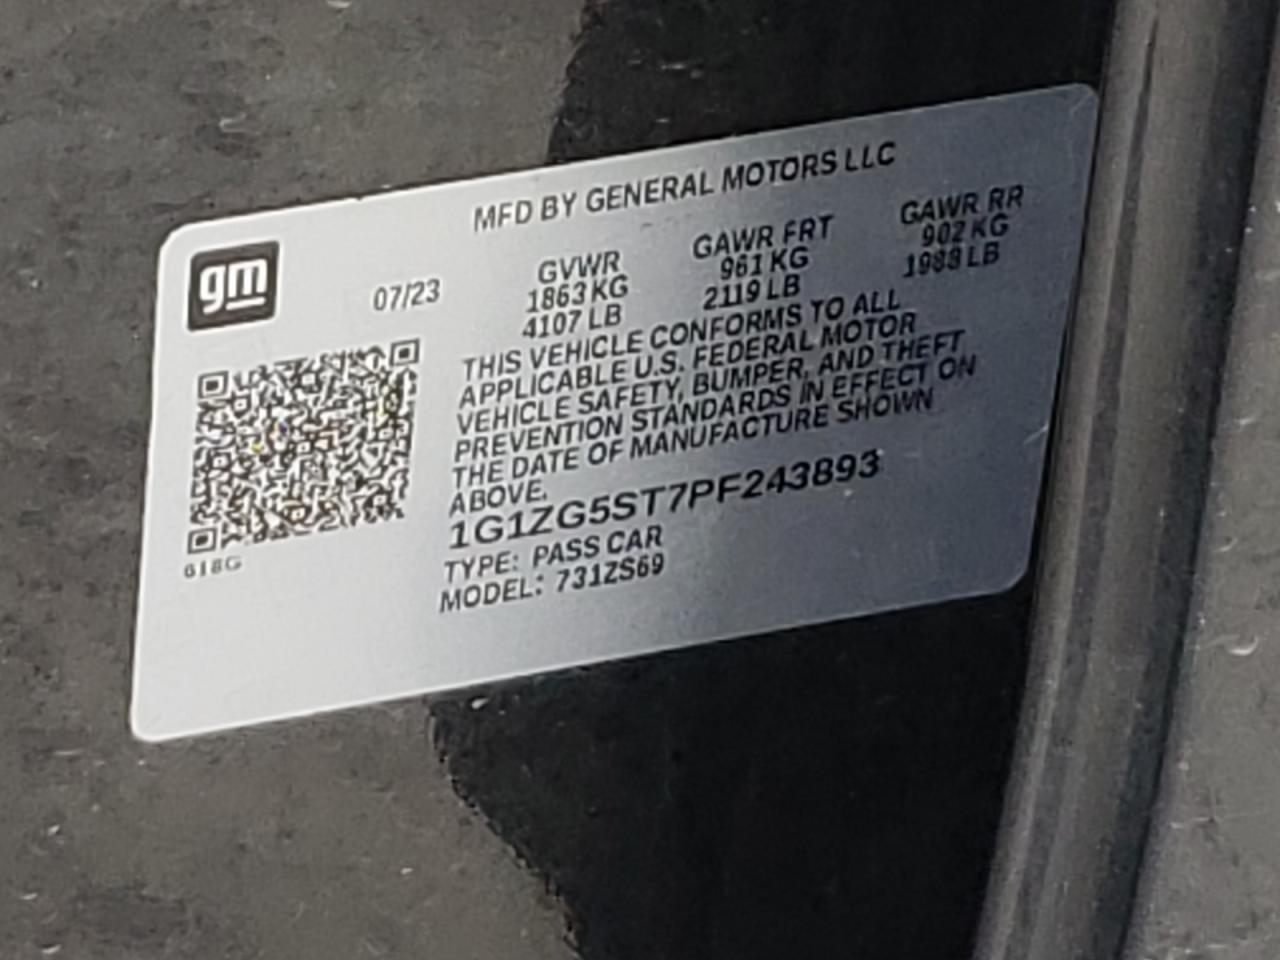 MFD BY GENERAL MOTORS LLC
gm
07/23
GVWR
1863 KG
4107 LB
GAWR FRT
961 KG
2119 LB
GAWR RR
902 KG
1988 LB
THIS VEHICLE CONFORMS TO ALL
APPLICABLE U.S. FEDERAL MOTOR
VEHICLE SAFETY, BUMPER, AND THEFT
PREVENTION STANDARDS IN EFFECT ON
THE DATE OF MANUFACTURE SHOWN
ABOVE.
1G1ZG5ST7PF243893
TYPE: PASS CAR
MODEL: 731ZS69
618G